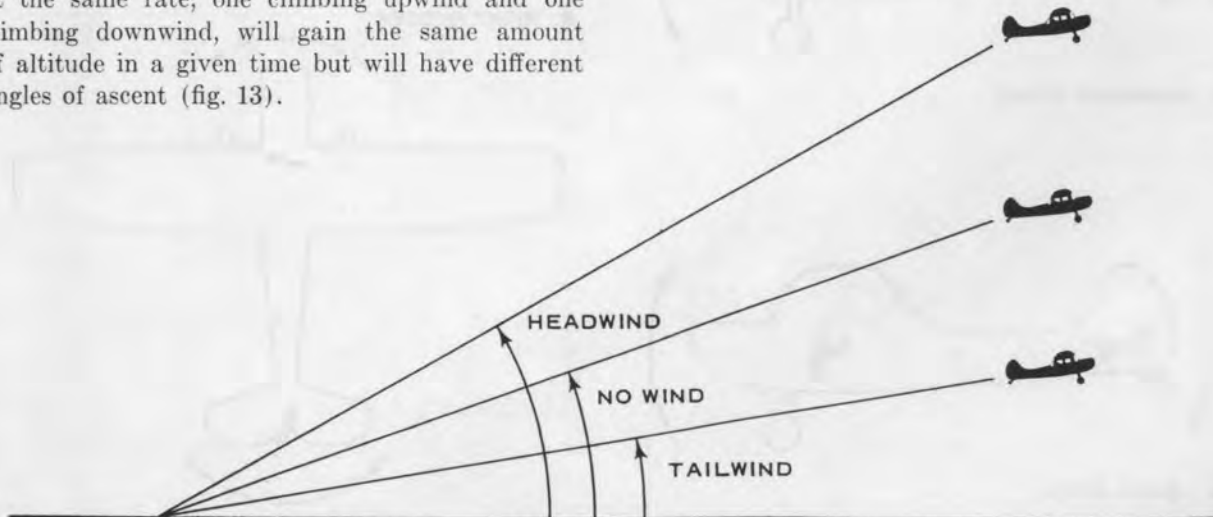 the same rate, one climbing upwind and one
imbing downwind, will gain the same amount
altitude in a given time but will have different
ngles of ascent (fig. 13).
HEADWIND
NO WIND
TAILWIND